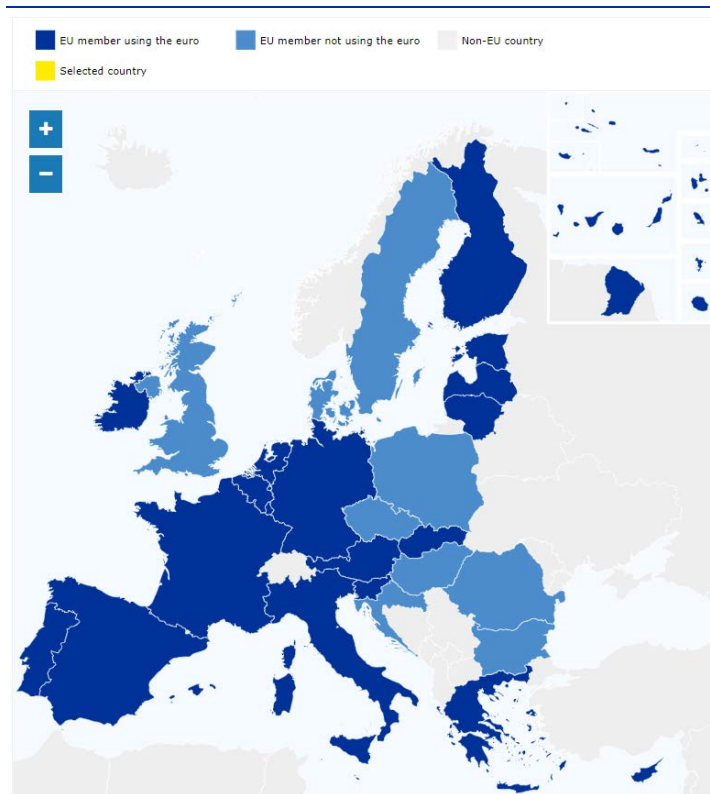 EU member using the euro
EU member not using the euro
Non-EU country
Selected country
+
−